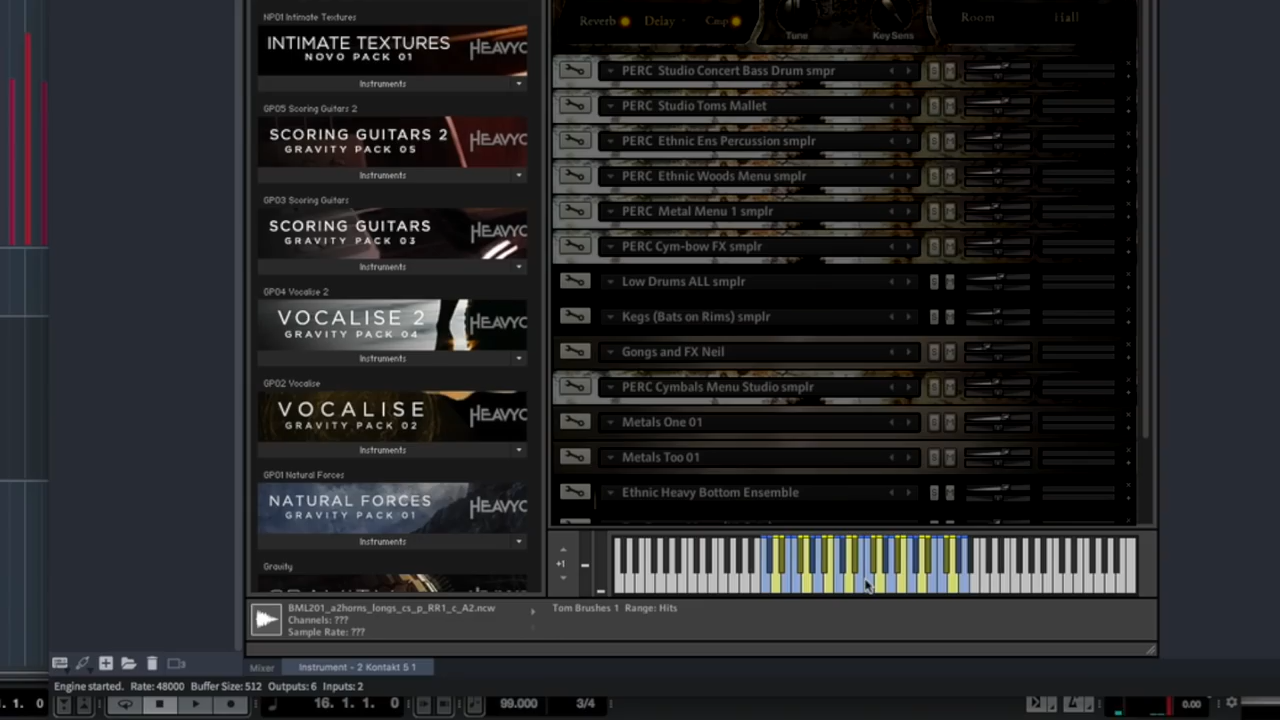 NP01 Intimate Textures
INTIMATE TEXTURES
NOVO PACK 01
HEAVYC
Instruments
GP05 Scoring Guitars 2
SCORING GUITARS 2
GRAVITY PACK 05
HEAVYC
Instruments
GP03 Scoring Guitars
SCORING GUITARS
GRAVITY PACK 03
HEAVYC
Instruments
GP04 Vocalise 2
VOCALISE 2
GRAVITY PACK 04
HEAVYC
Instruments
GP02 Vocalise
VOCALISE
GRAVITY PACK 02
HEAVYC
Instruments
GP01 Natural Forces
NATURAL FORCES
GRAVITY PACK 01
HEAVYC
Instruments
Gravity
Reverb Delay Cmp
Tune
KeySens
Room Hall
PERC Studio Concert Bass Drum smpr
PERC Studio Toms Mallet
PERC Ethnic Ens Percussion smplr
PERC Ethnic Woods Menu smplr
PERC Metal Menu 1 smplr
PERC Cym-bow FX smplr
Low Drums ALL smplr
Kegs (Bats on Rims) smplr
Gongs and FX Neil
PERC Cymbals Menu Studio smplr
Metals One 01
Metals Too 01
Ethnic Heavy Bottom Ensemble
+1
BML201_a2horns_longs_cs_p_RR1_c_A2.ncw
Channels: ???
Sample Rate: ???
Tom Brushes 1 Range: Hits
Mixer
Instrument - 2 Kontakt 5 1
Engine started. Rate: 48000 Buffer Size: 512 Outputs: 6 Inputs: 2
. 1. 0
16. 1. 1. 0
99.000
3/4
0.00